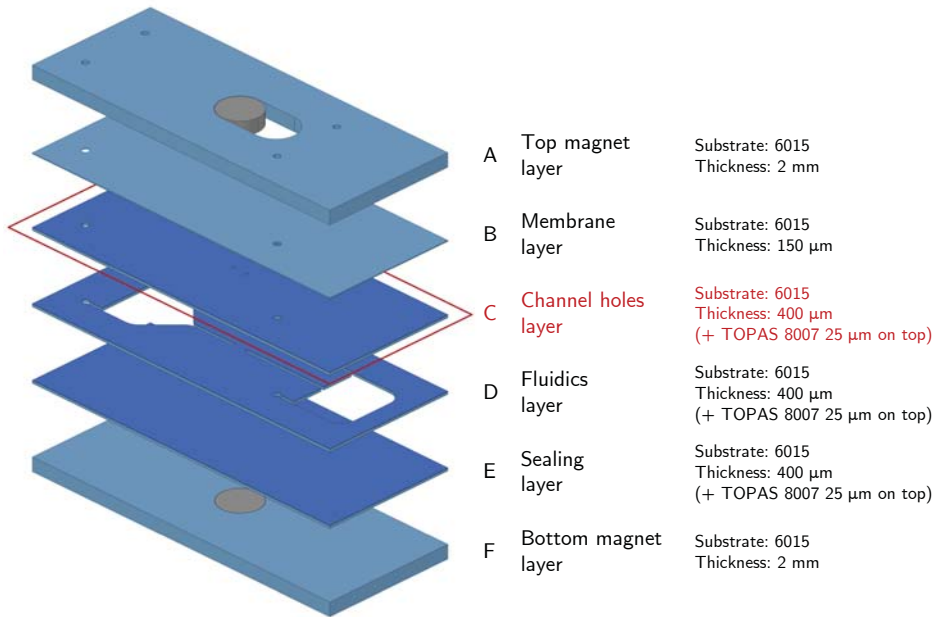 A
Top magnet
layer
Substrate: 6015
Thickness: 2 mm
B
Membrane
layer
Substrate: 6015
Thickness: 150 µm
C
Channel holes
layer
Substrate: 6015
Thickness: 400 µm
(+ TOPAS 8007 25 µm on top)
D
Fluidics
layer
Substrate: 6015
Thickness: 400 µm
(+ TOPAS 8007 25 µm on top)
E
Sealing
layer
Substrate: 6015
Thickness: 400 µm
(+ TOPAS 8007 25 µm on top)
F
Bottom magnet
layer
Substrate: 6015
Thickness: 2 mm